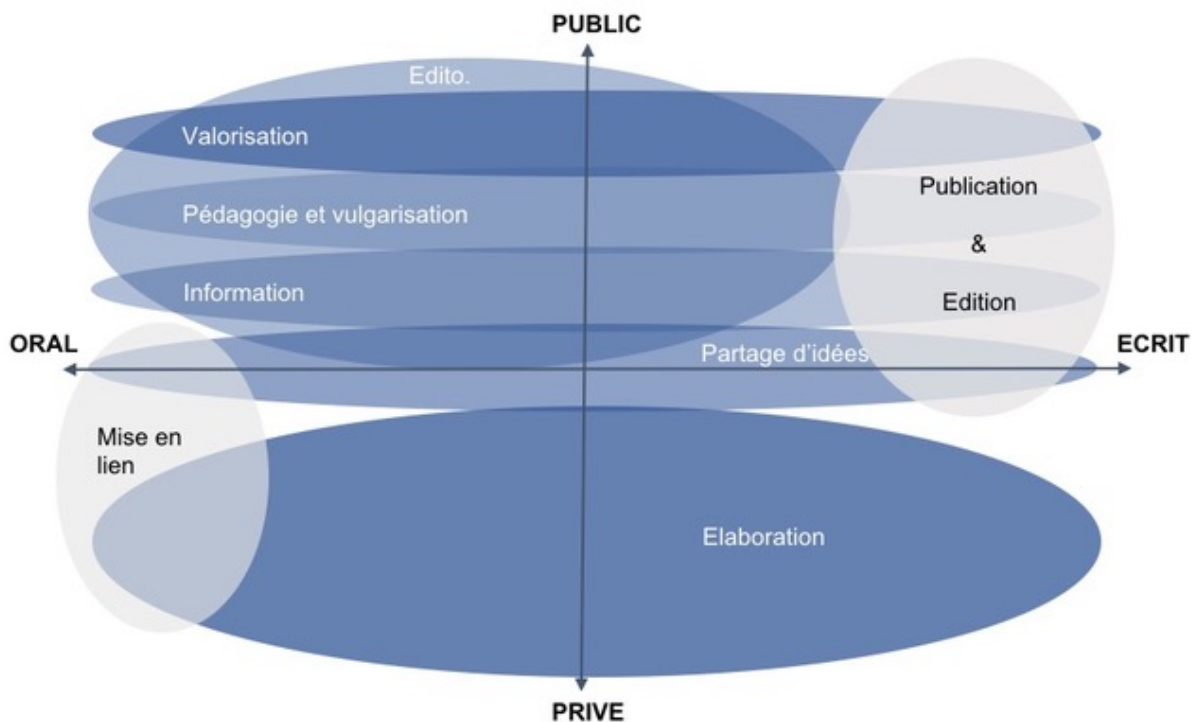 PUBLIC
Edito.
Valorisation
Pédagogie et vulgarisation
Publication
&
Edition
Information
ORAL
Partage d'idées
ECRIT
Mise en
lien
Elaboration
PRIVE